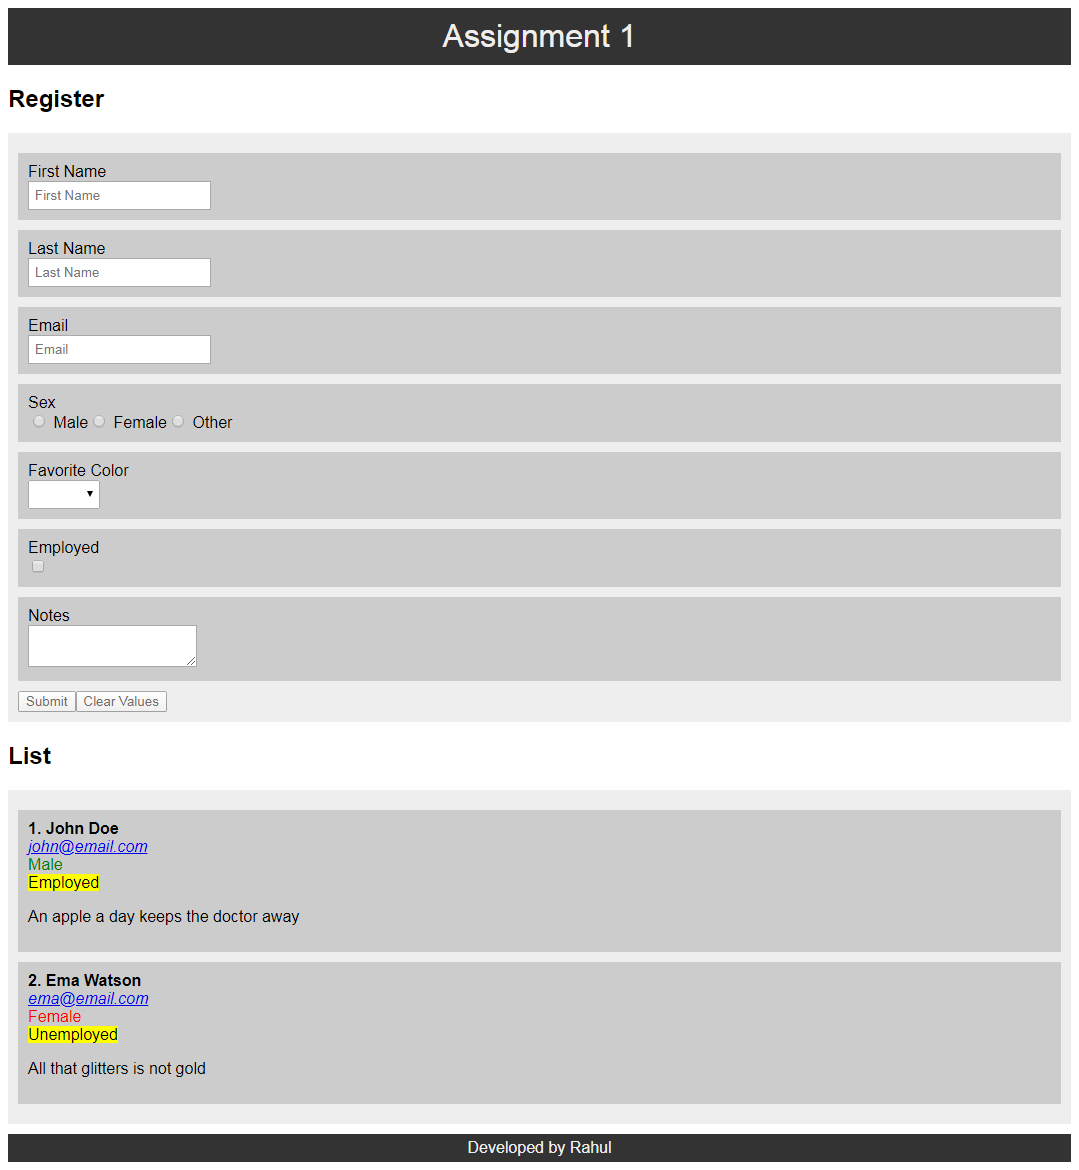 Assignment 1
Register
First Name
First Name
Last Name
Last Name
Email
Email
Sex
Male Female Other
Favorite Color
Employed
Notes
Submit Clear Values
List
1. John Doe
john@email.com
Male
Employed
An apple a day keeps the doctor away
2. Ema Watson
ema@email.com
Female
Unemployed
All that glitters is not gold
Developed by Rahul